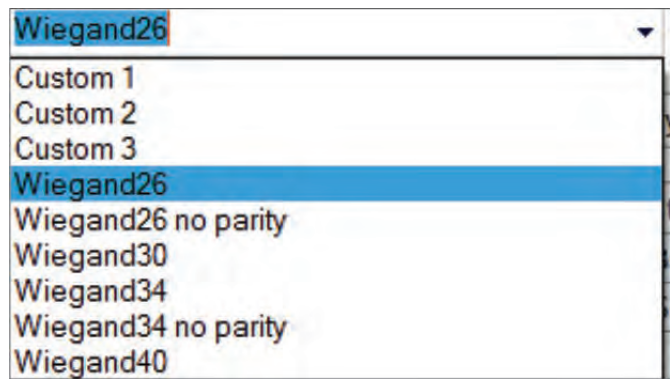 Wiegand26
Custom 1
Custom 2
Custom 3
Wiegand26
Wiegand26 no parity
Wiegand30
Wiegand34
Wiegand34 no parity
Wiegand40